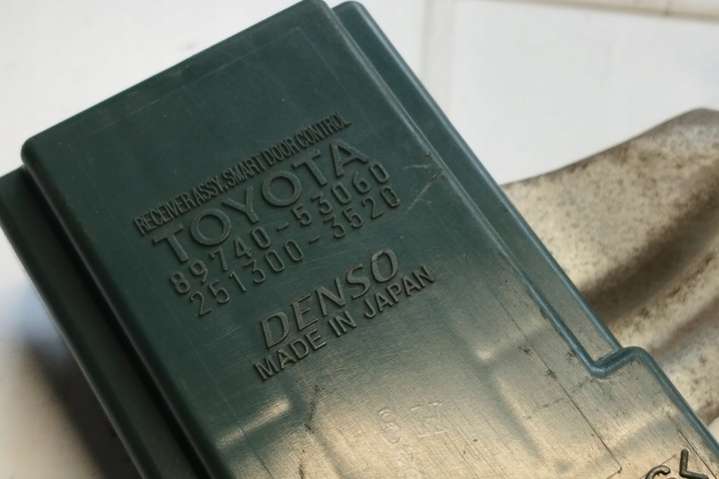 RECEIVER ASSY,SMART DOOR CONTROL
TOYOTA
89740-53060
251300-3520
DENSO
MADE IN JAPAN